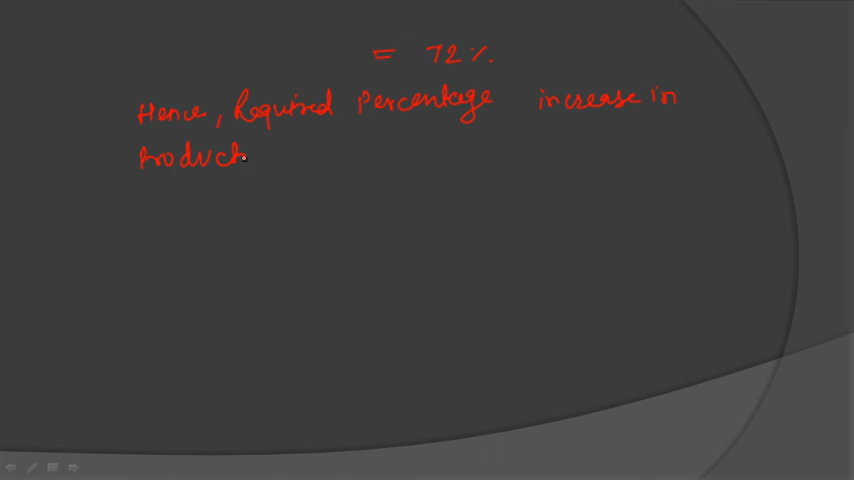 = 72%.
Hence, Required Percentage increase in
Product